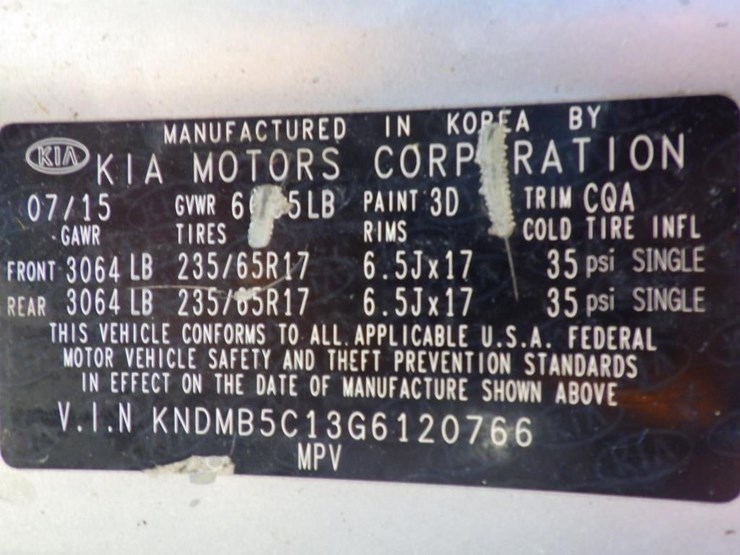 MANUFACTURED IN KOREA BY
KIA KIA MOTORS CORPORATION
07/15 GVWR LB PAINT 3D TRIM CQA
GAWR TIRES RIMS COLD TIRE INFL
FRONT 3064 LB 235/65R17 6.5Jx17 35 psi SINGLE
REAR 3064 LB 235/65R17 6.5Jx17 35 psi SINGLE
THIS VEHICLE CONFORMS TO ALL APPLICABLE U.S.A. FEDERAL
MOTOR VEHICLE SAFETY AND THEFT PREVENTION STANDARDS
IN EFFECT ON THE DATE OF MANUFACTURE SHOWN ABOVE
V.I.N KNDMB5C13G6120766
MPV